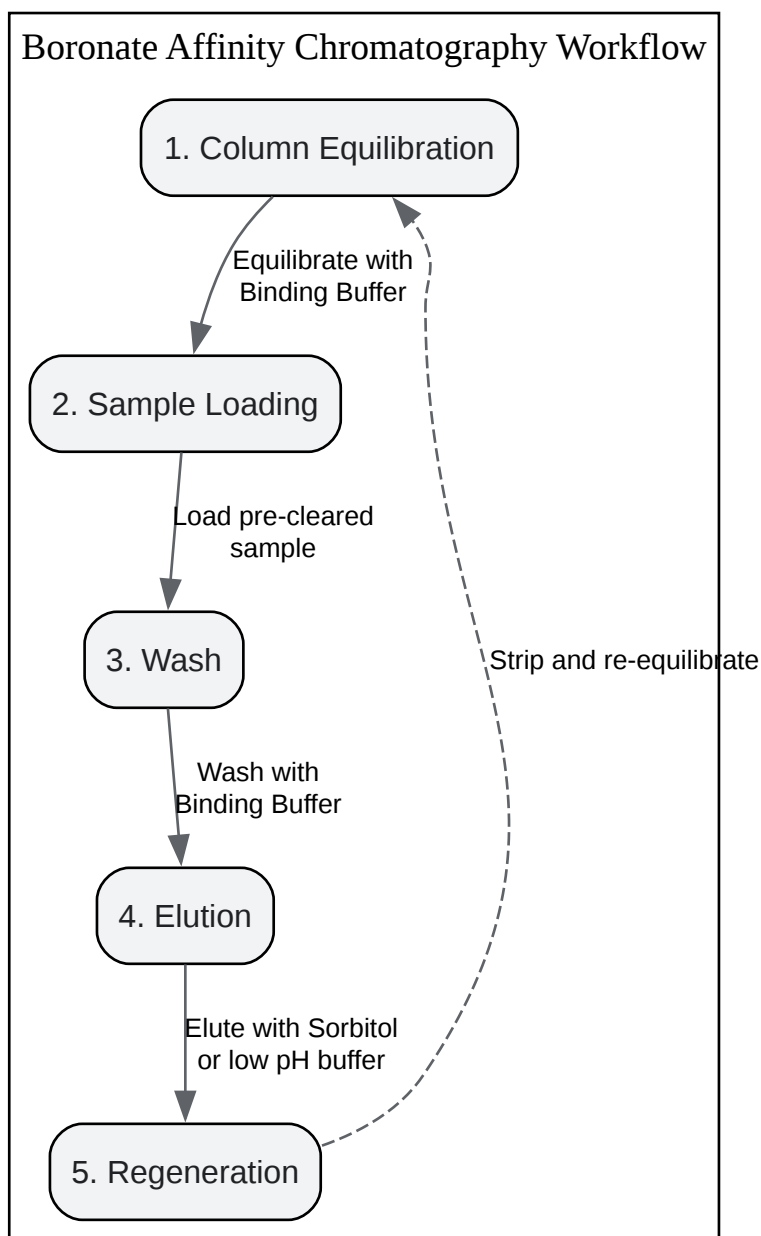 Boronate Affinity Chromatography Workflow
1. Column Equilibration
Equilibrate with
Binding Buffer
2. Sample Loading
Load pre-cleared
sample
3. Wash
Strip and re-equilibrate
Wash with
Binding Buffer
4. Elution
Elute with Sorbitol
or low pH buffer
5. Regeneration